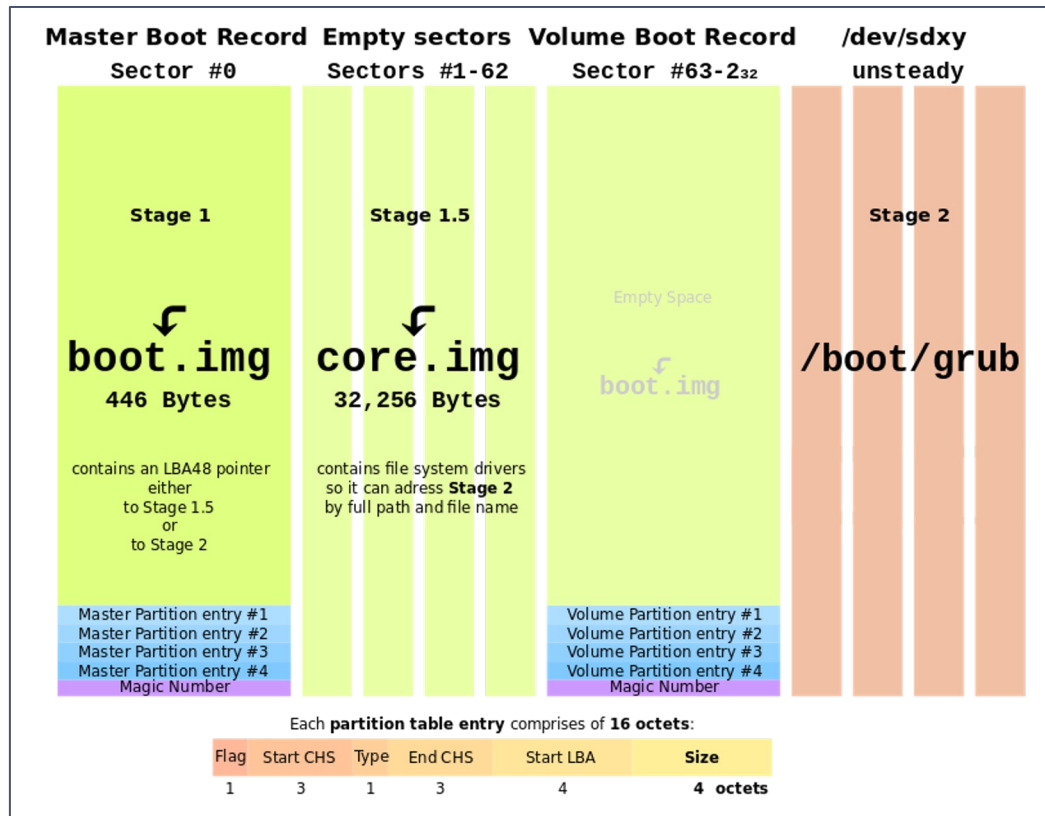 Master Boot Record Empty sectors Volume Boot Record /dev/sdxy
Sector #0 Sectors #1-62 Sector #63-2₃₂ unsteady
Stage 1 Stage 1.5 Stage 2
Empty Space
boot.img core.img boot.img /boot/grub
446 Bytes 32,256 Bytes
contains an LBA48 pointer
either
to Stage 1.5
or
to Stage 2
contains file system drivers
so it can adress Stage 2
by full path and file name
Master Partition entry #1
Master Partition entry #2
Master Partition entry #3
Master Partition entry #4
Magic Number
Volume Partition entry #1
Volume Partition entry #2
Volume Partition entry #3
Volume Partition entry #4
Magic Number
Each partition table entry comprises of 16 octets:
Flag Start CHS Type End CHS Start LBA Size
1 3 1 3 4 4 octets